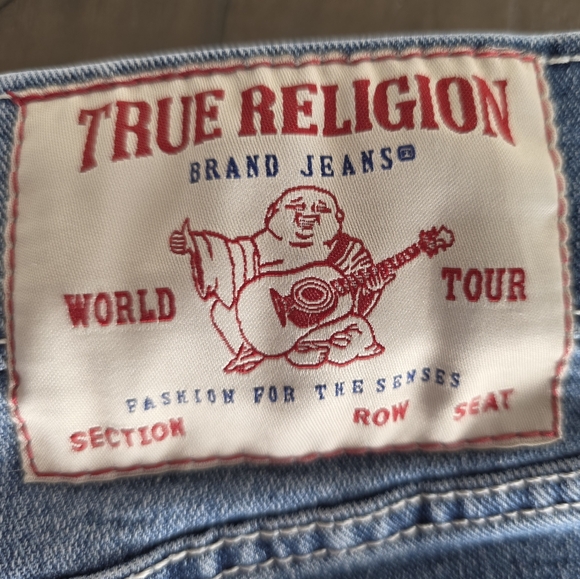 TRUE RELIGION
BRAND JEANS®
WORLD TOUR
FASHION FOR THE SENSES
SECTION ROW SEAT